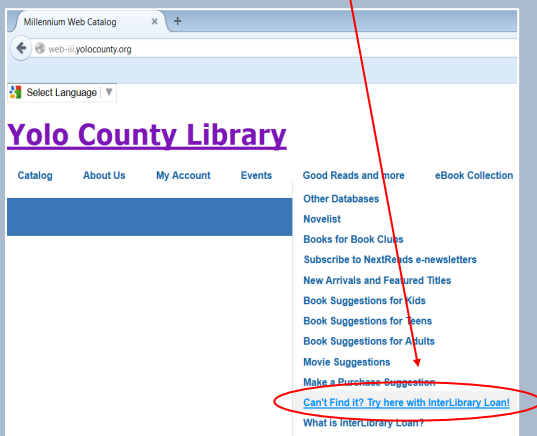 Millennium Web Catalog × +
web-iii.yolocounty.org
Select Language ▼
Yolo County Library
Catalog About Us My Account Events Good Reads and more eBook Collection
Other Databases
Novelist
Books for Book Clubs
Subscribe to NextReads e-newsletters
New Arrivals and Featured Titles
Book Suggestions for Kids
Book Suggestions for Teens
Book Suggestions for Adults
Movie Suggestions
Make a Purchase Suggestion
Can't Find it? Try here with InterLibrary Loan!
What is InterLibrary Loan?